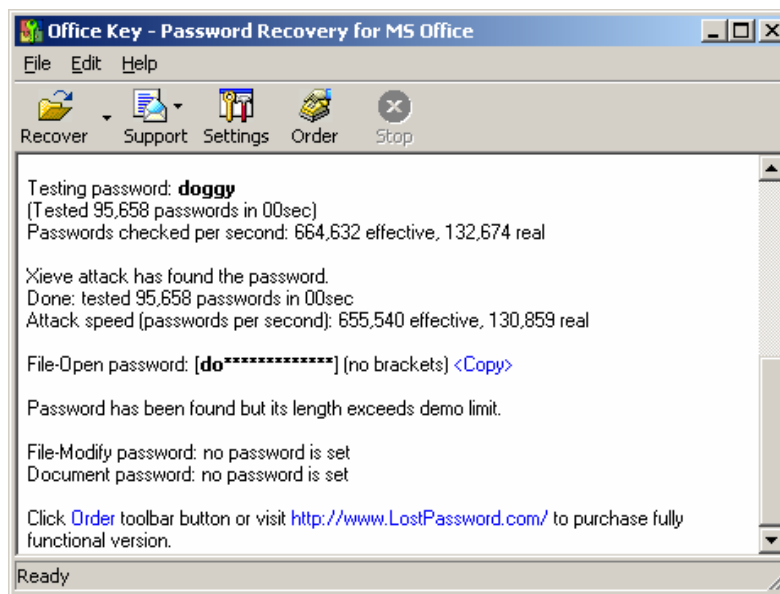 Office Key - Password Recovery for MS Office
File Edit Help
Recover Support Settings Order Stop
Testing password: doggy
(Tested 95,658 passwords in 00sec)
Passwords checked per second: 664,632 effective, 132,674 real
Xieve attack has found the password.
Done: tested 95,658 passwords in 00sec
Attack speed (passwords per second): 655,540 effective, 130,859 real
File-Open password: [do*************] (no brackets) <Copy>
Password has been found but its length exceeds demo limit.
File-Modify password: no password is set
Document password: no password is set
Click Order toolbar button or visit http://www.LostPassword.com/ to purchase fully
functional version.
Ready